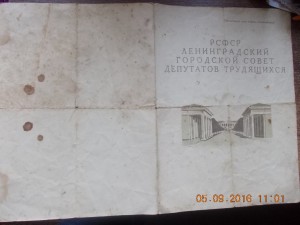 РСФСР
ЛЕНИНГРАДСКИЙ
ГОРОДСКОЙ СОВЕТ
ДЕПУТАТОВ ТРУДЯЩИХСЯ
05.09.2016 11:01